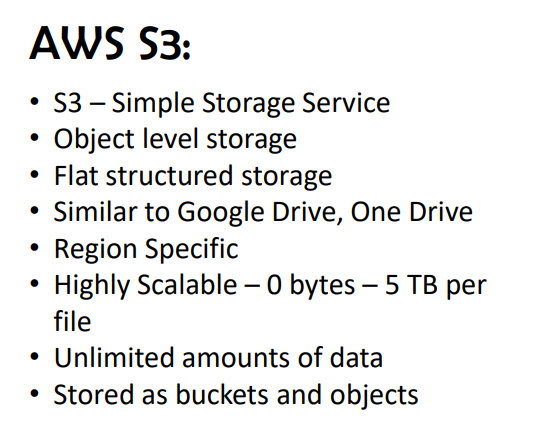 AWS S3:
• S3 – Simple Storage Service
• Object level storage
• Flat structured storage
• Similar to Google Drive, One Drive
• Region Specific
• Highly Scalable – 0 bytes – 5 TB per
file
• Unlimited amounts of data
• Stored as buckets and objects